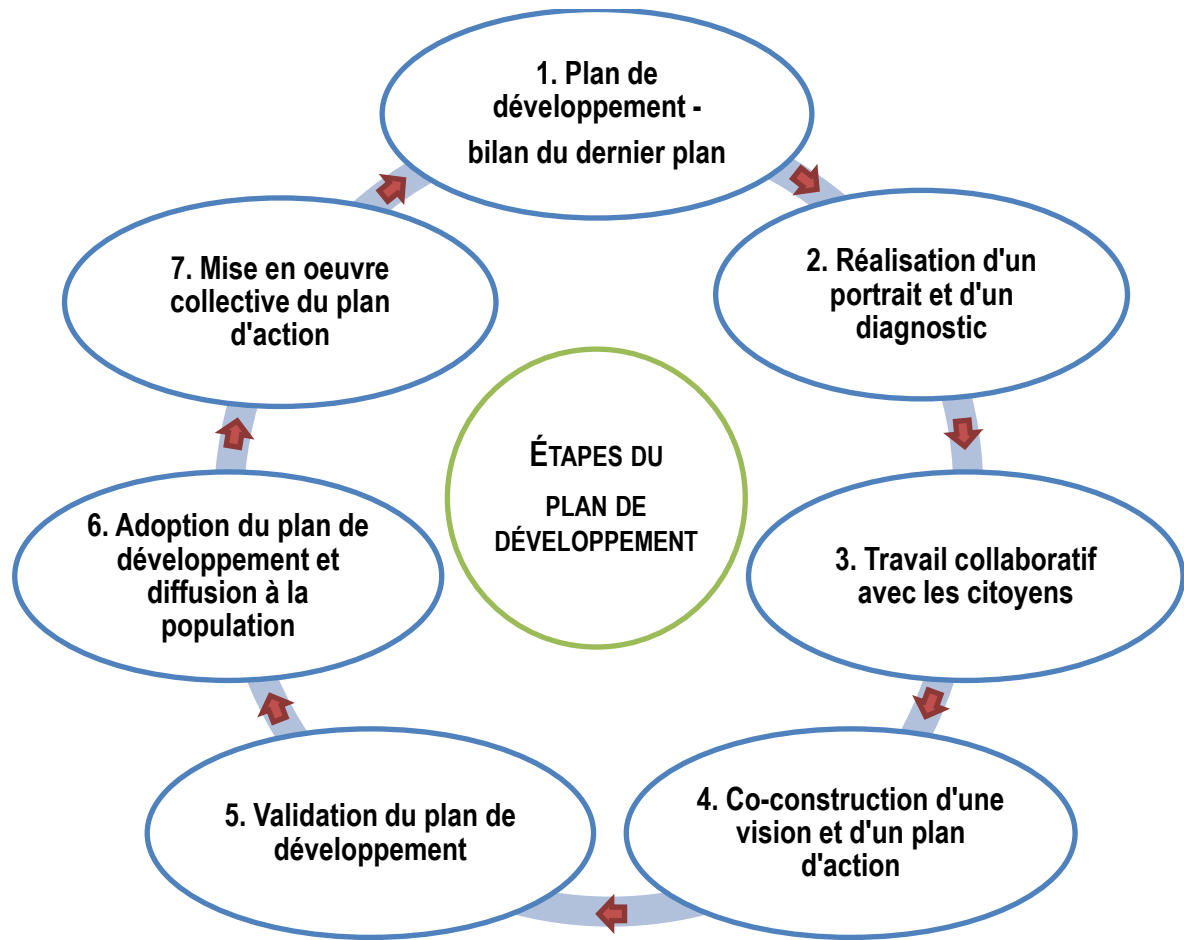 1. Plan de
développement -
bilan du dernier plan
2. Réalisation d'un
portrait et d'un
diagnostic
3. Travail collaboratif
avec les citoyens
4. Co-construction d'une
vision et d'un plan
d'action
5. Validation du plan de
développement
6. Adoption du plan de
développement et
diffusion à la
population
7. Mise en oeuvre
collective du plan
d'action
ÉTAPES DU
PLAN DE
DÉVELOPPEMENT